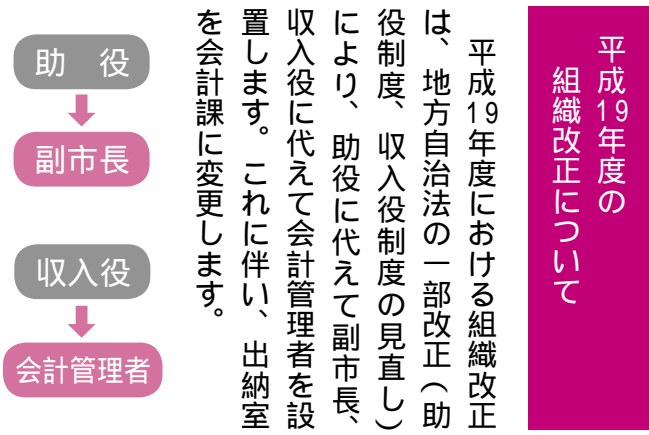 平成19年度の
組織改正について
平成19年度における組織改正
は、地方自治法の一部改正（助
役制度、収入役制度の見直し）
により、助役に代えて副市長、
収入役に代えて会計管理者を設
置します。これに伴い、出納室
を会計課に変更します。
助　役
副市長
収入役
会計管理者